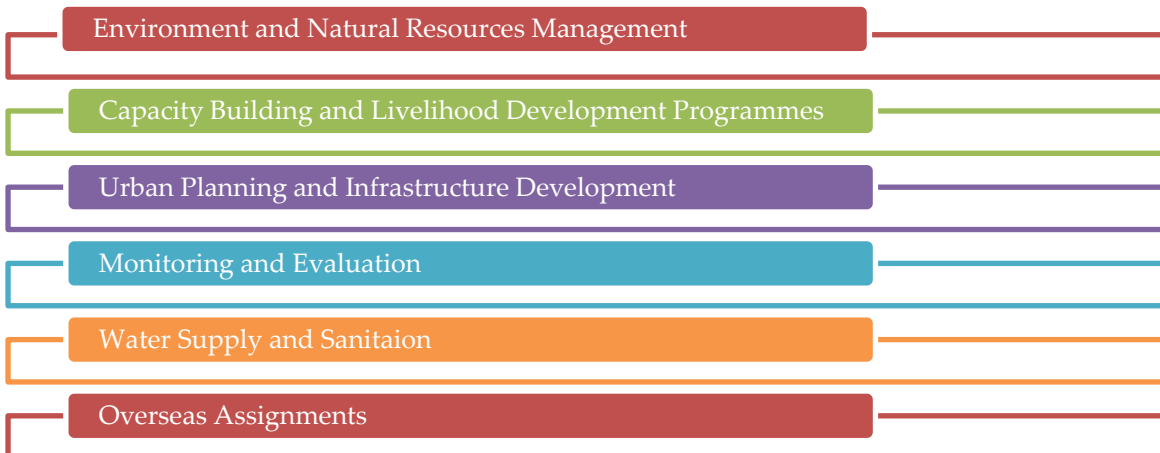 Environment and Natural Resources Management
Capacity Building and Livelihood Development Programmes
Urban Planning and Infrastructure Development
Monitoring and Evaluation
Water Supply and Sanitaion
Overseas Assignments